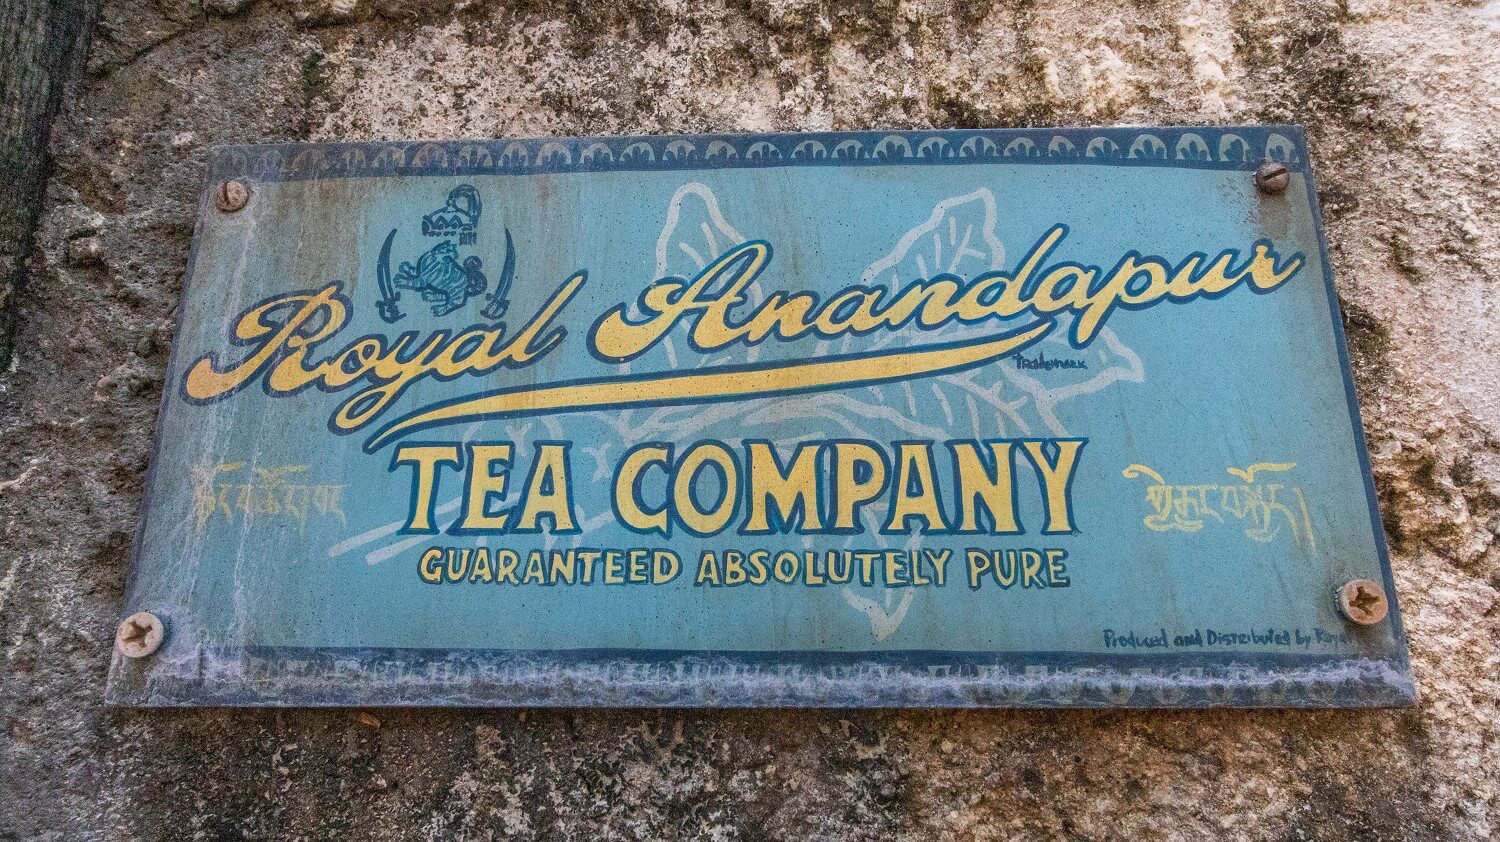 Royal Anandapur
Trademark
TEA COMPANY
GUARANTEED ABSOLUTELY PURE
Produced and Distributed by